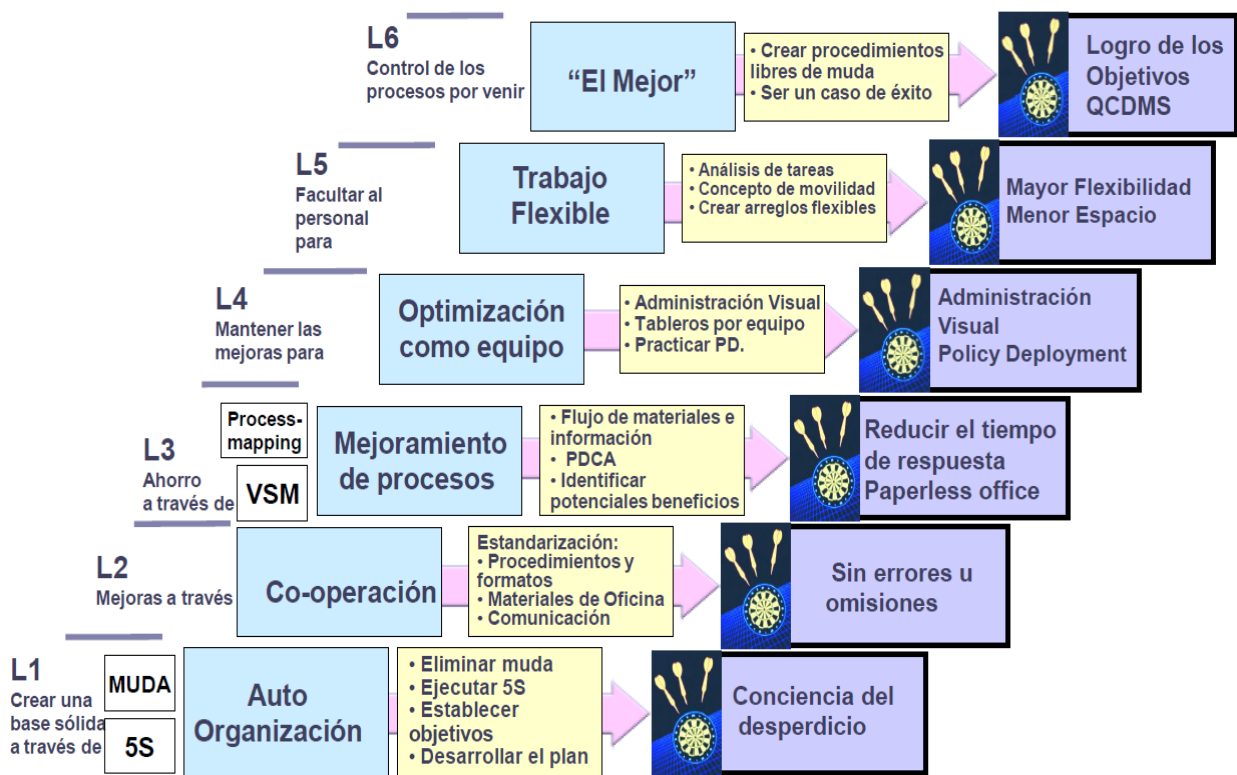 L6
Control de los
procesos por venir
“El Mejor”
• Crear procedimientos
libres de muda
• Ser un caso de éxito
Logro de los
Objetivos
QCDMS
L5
Facultar al
personal
para
Trabajo
Flexible
• Análisis de tareas
• Concepto de movilidad
• Crear arreglos flexibles
Mayor Flexibilidad
Menor Espacio
L4
Mantener las
mejoras para
Optimización
como equipo
• Administración Visual
• Tableros por equipo
• Practicar PD.
Administración
Visual
Policy Deployment
L3
Ahorro
a través de
Process-
mapping
VSM
Mejoramiento
de procesos
• Flujo de materiales e
información
• PDCA
• Identificar
potenciales beneficios
Reducir el tiempo
de respuesta
Paperless office
L2
Mejoras a través
Co-operación
Estandarización:
• Procedimientos y
formatos
• Materiales de Oficina
• Comunicación
Sin errores u
omisiones
L1
Crear una
base sólida
a través de
MUDA
5S
Auto
Organización
• Eliminar muda
• Ejecutar 5S
• Establecer
objetivos
• Desarrollar el plan
Conciencia del
desperdicio